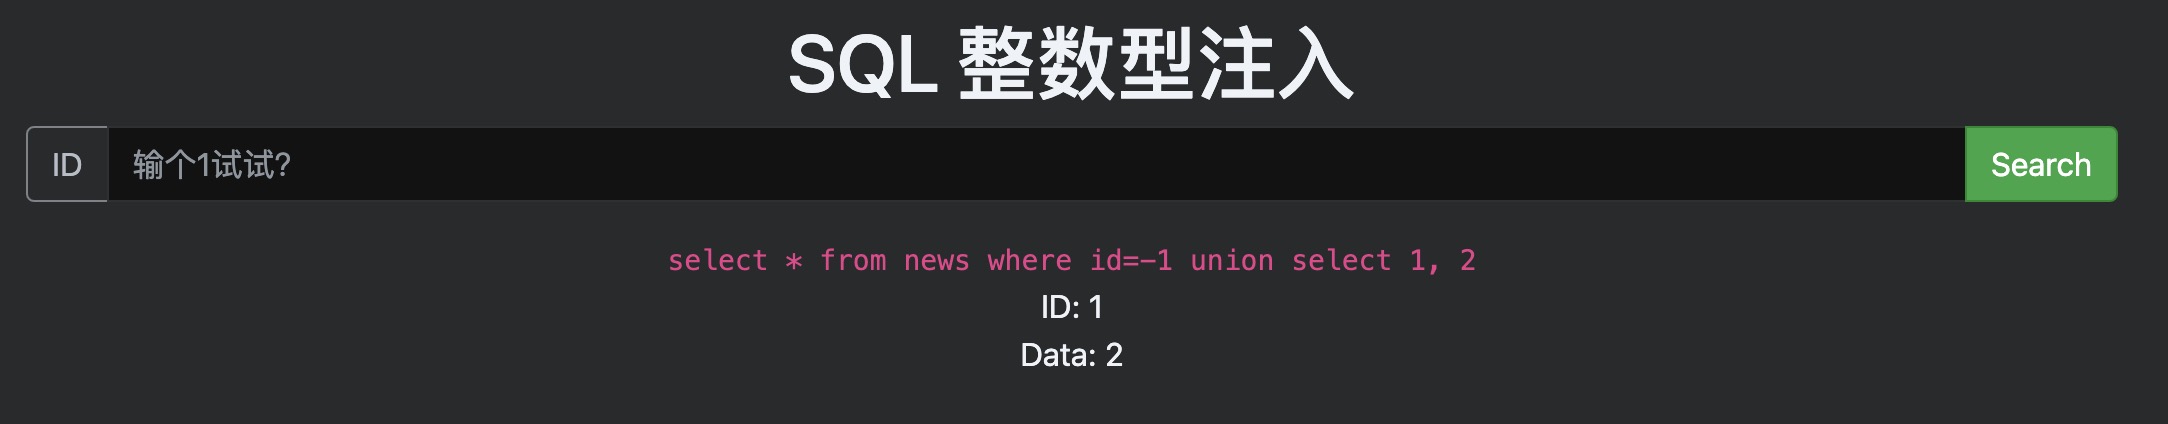 SQL 整数型注入
ID 输个1试试? Search
select * from news where id=-1 union select 1, 2
ID: 1
Data: 2